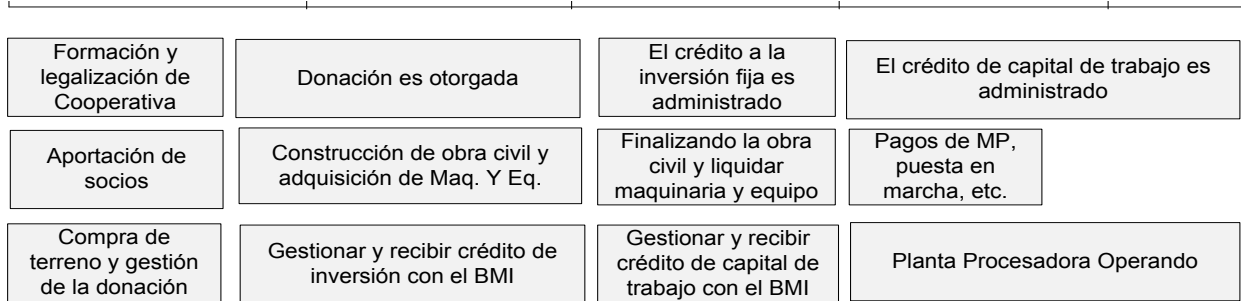 Formación y
legalización de
Cooperativa
Donación es otorgada
El crédito a la
inversión fija es
administrado
El crédito de capital de trabajo es
administrado
Aportación de
socios
Construcción de obra civil y
adquisición de Maq. Y Eq.
Finalizando la obra
civil y liquidar
maquinaria y equipo
Pagos de MP,
puesta en
marcha, etc.
Compra de
terreno y gestión
de la donación
Gestionar y recibir crédito de
inversión con el BMI
Gestionar y recibir
crédito de capital de
trabajo con el BMI
Planta Procesadora Operando